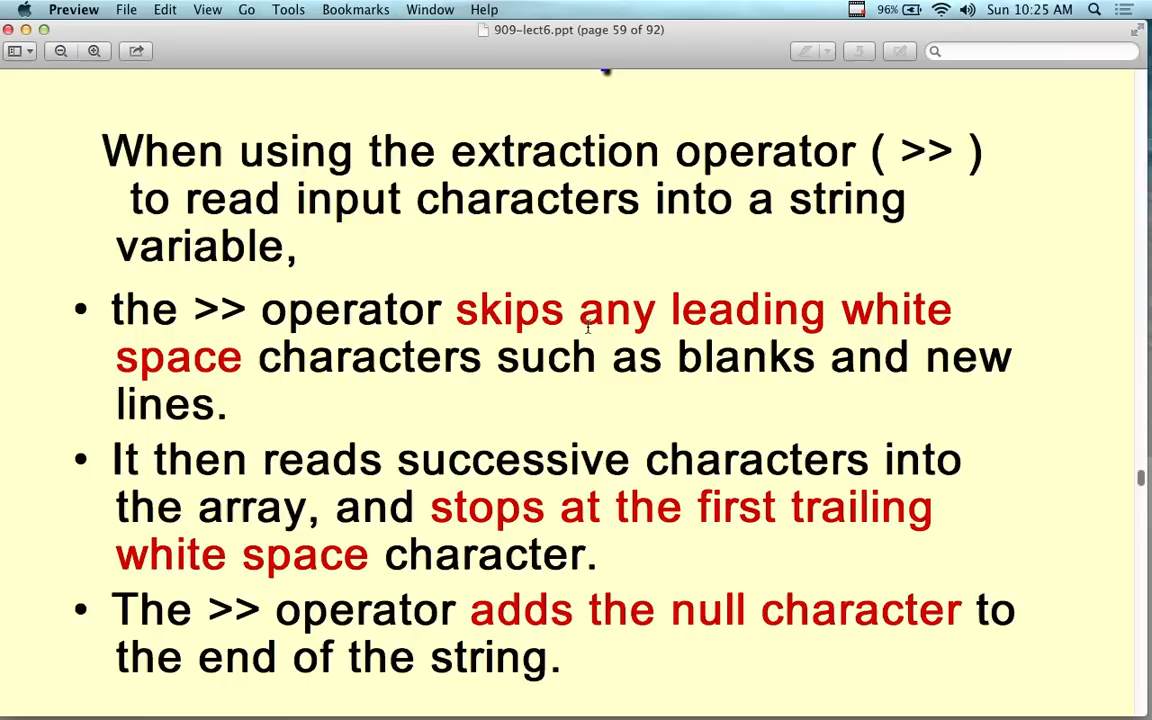 Preview File Edit View Go Tools Bookmarks Window Help 96% Sun 10:25 AM
909-lect6.ppt (page 59 of 92)
When using the extraction operator ( >> )
to read input characters into a string
variable,
• the >> operator skips any leading white
space characters such as blanks and new
lines.
• It then reads successive characters into
the array, and stops at the first trailing
white space character.
• The >> operator adds the null character to
the end of the string.